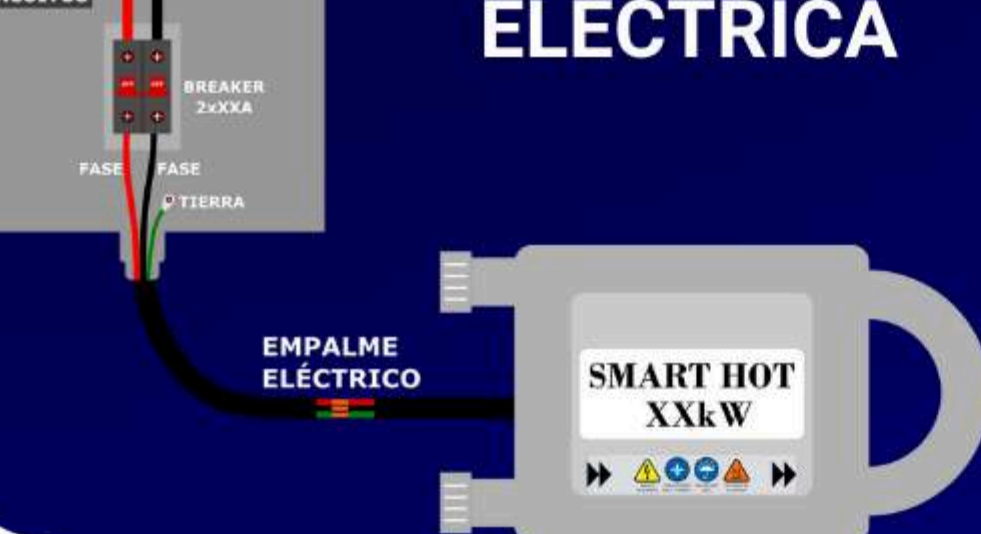 ELECTRICA
BREAKER
2xXXA
FASE FASE
TIERRA
EMPALME
ELÉCTRICO
SMART HOT
XXkW